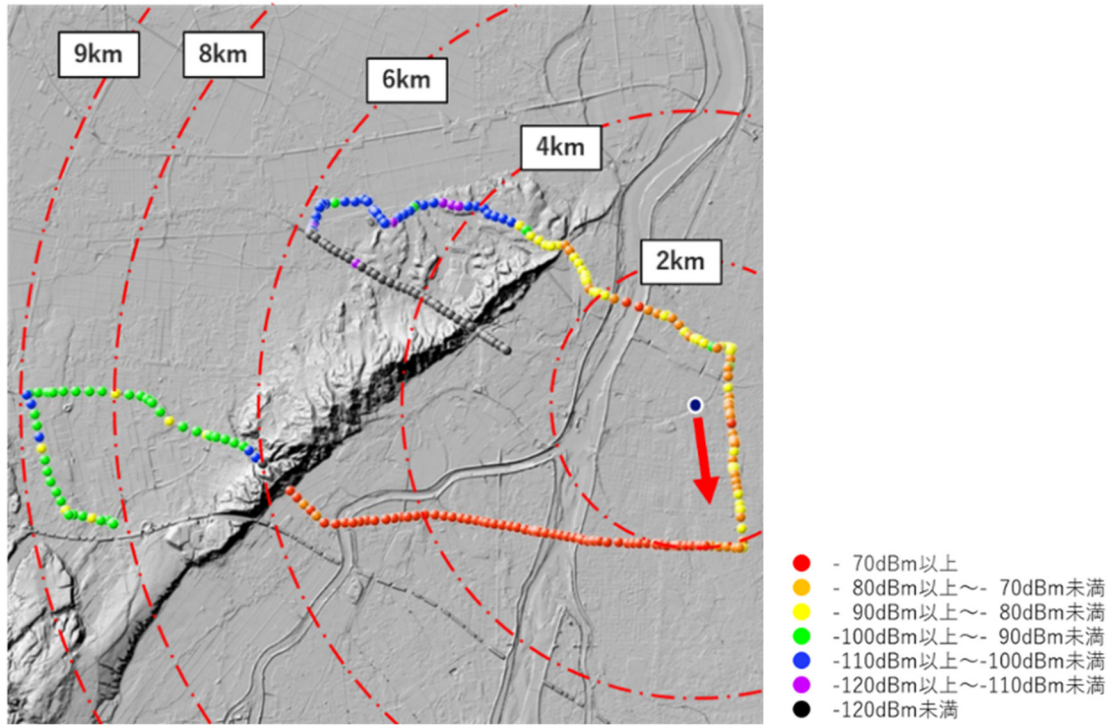 9km
8km
6km
4km
2km
- 70dBm以上
- 80dBm以上～- 70dBm未満
- 90dBm以上～- 80dBm未満
-100dBm以上～- 90dBm未満
-110dBm以上～-100dBm未満
-120dBm以上～-110dBm未満
-120dBm未満